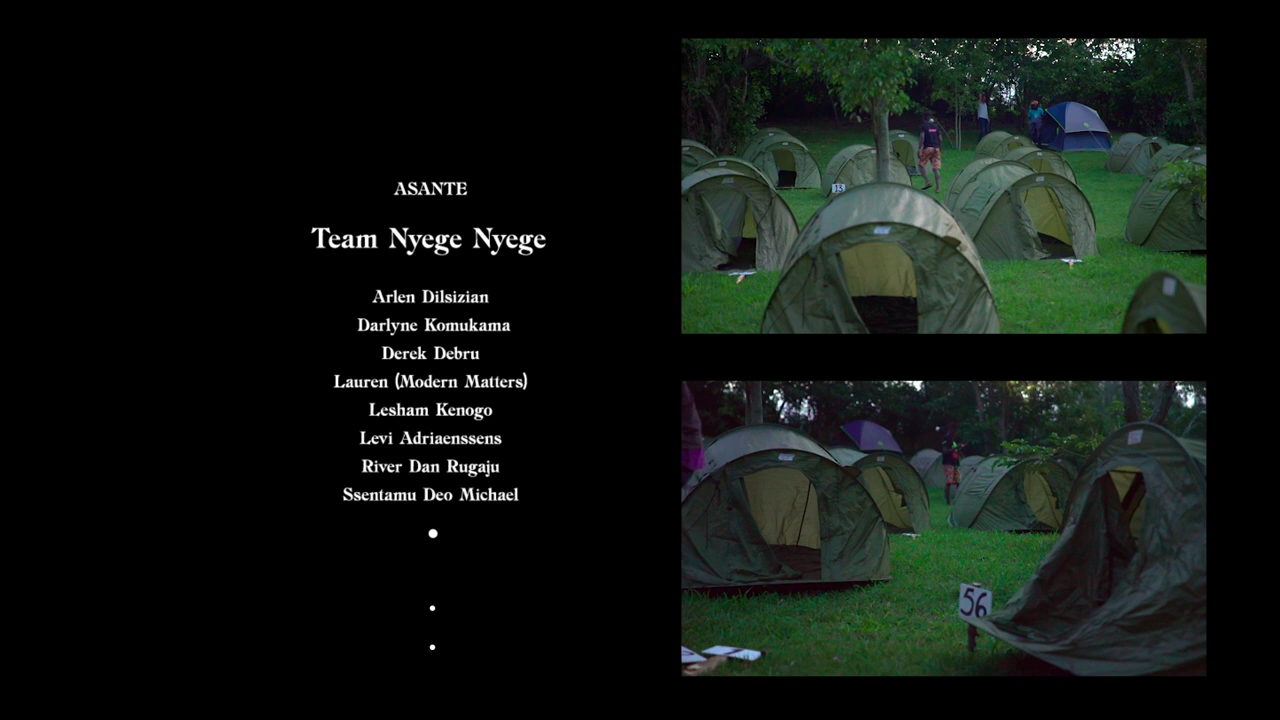 ASANTE
Team Nyege Nyege
Arlen Dilsizian
Darlyne Komukama
Derek Debru
Lauren (Modern Matters)
Lesham Kenogo
Levi Adriaenssens
River Dan Rugaju
Ssentamu Deo Michael
56